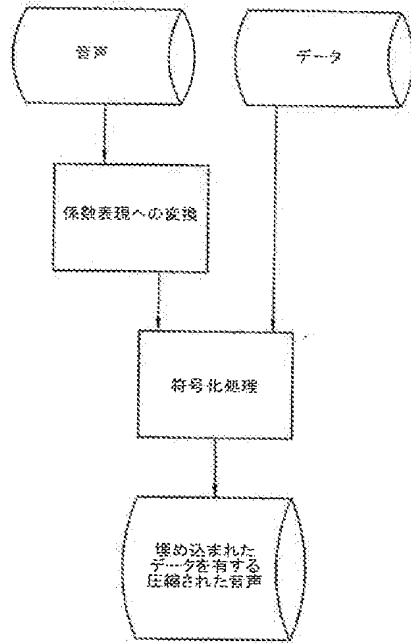 音声
データ
係数表現への変換
符号化処理
埋め込まれた
データを有する
圧縮された音声